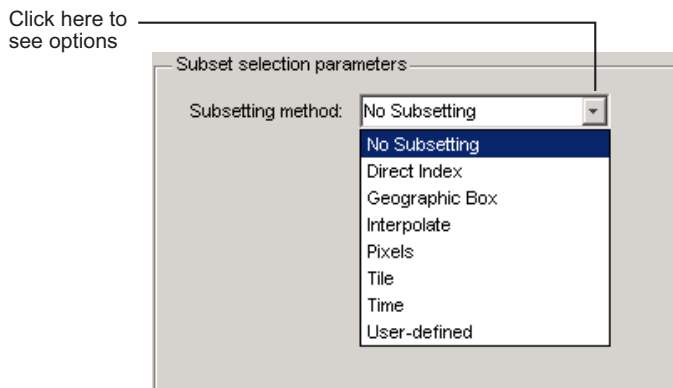 Click here to
see options
Subset selection parameters
Subsetting method: No Subsetting
No Subsetting
Direct Index
Geographic Box
Interpolate
Pixels
Tile
Time
User-defined